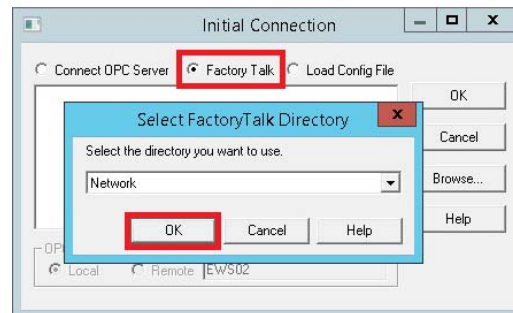 Initial Connection
Connect OPC Server Factory Talk Load Config File
OK
Select FactoryTalk Directory
Cancel
Select the directory you want to use.
Network
Browse...
OK Cancel Help
Help
OP
Local Remote EWS02